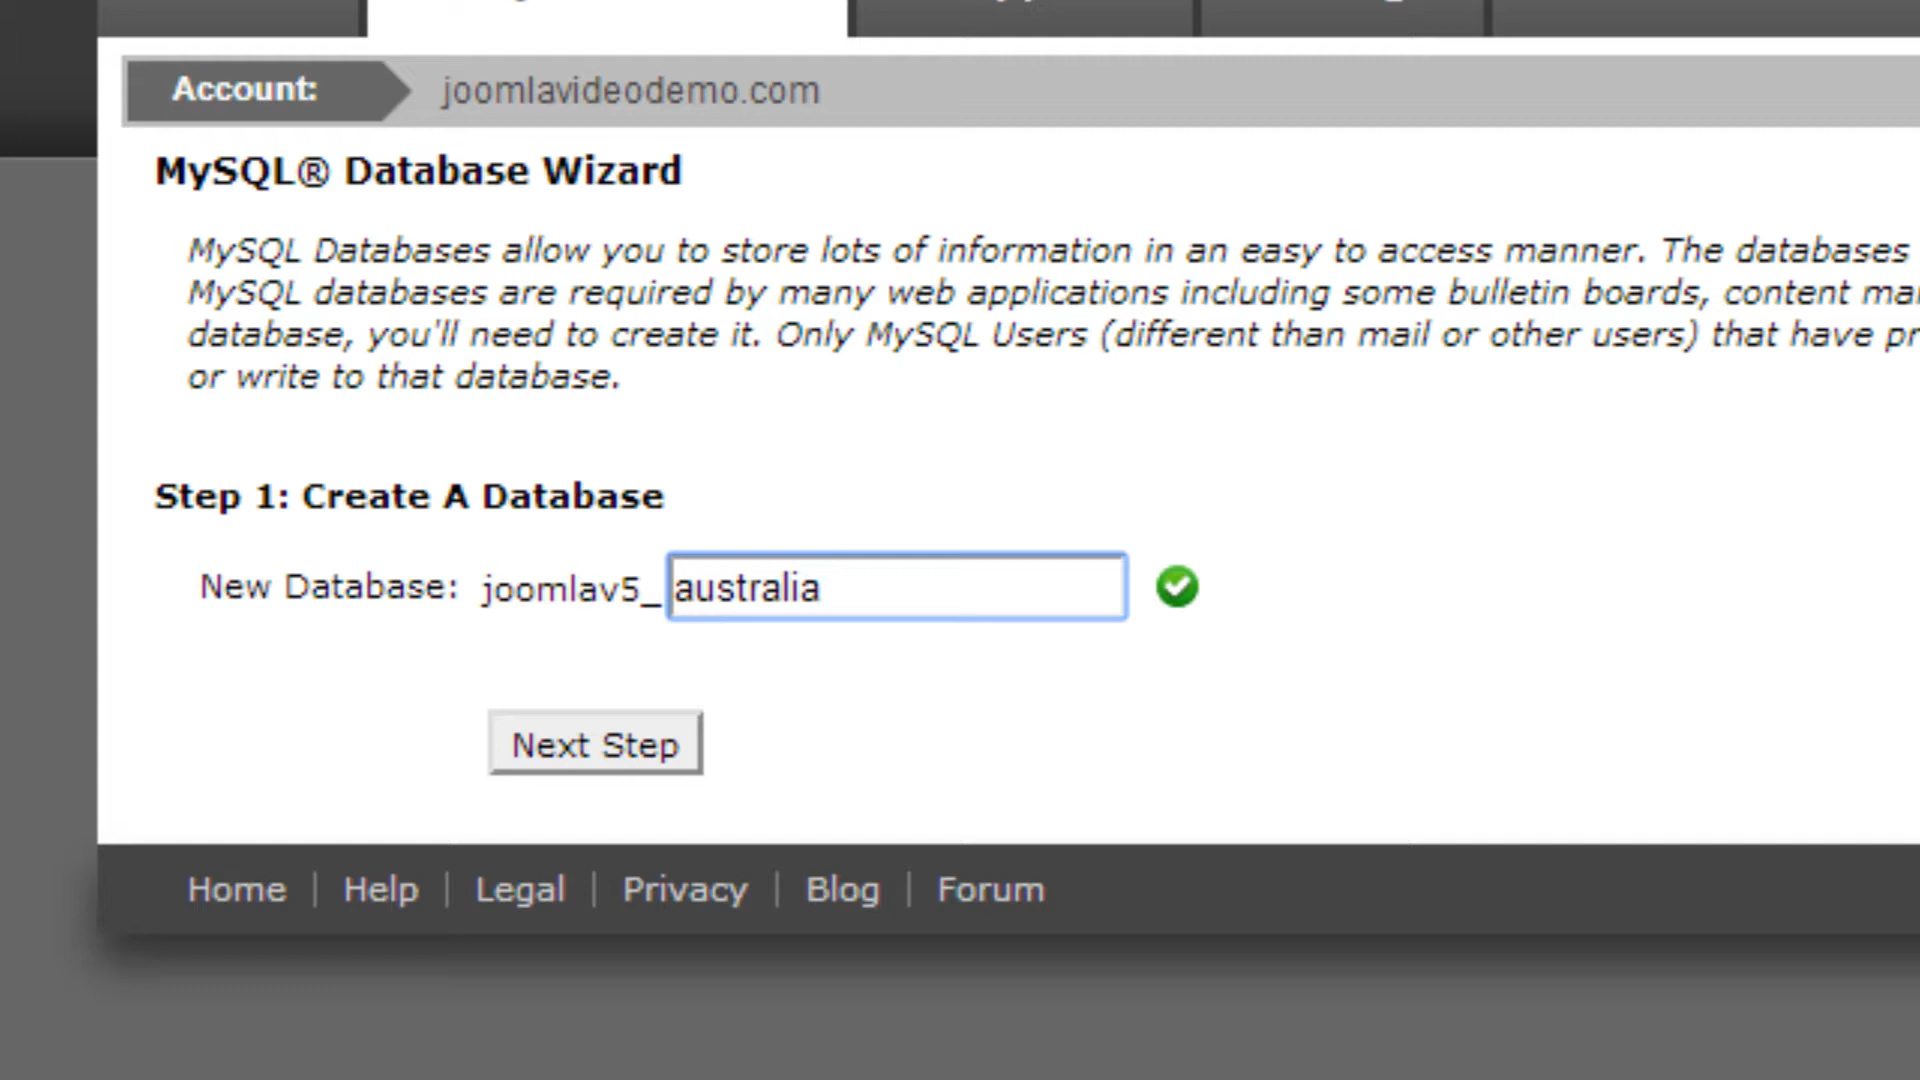 Account: joomlavideodemo.com
MySQL® Database Wizard
MySQL Databases allow you to store lots of information in an easy to access manner. The databases
MySQL databases are required by many web applications including some bulletin boards, content
database, you'll need to create it. Only MySQL Users (different than mail or other users) that have
or write to that database.
Step 1: Create A Database
New Database: joomlav5_ australia
Next Step
Home | Help | Legal | Privacy | Blog | Forum